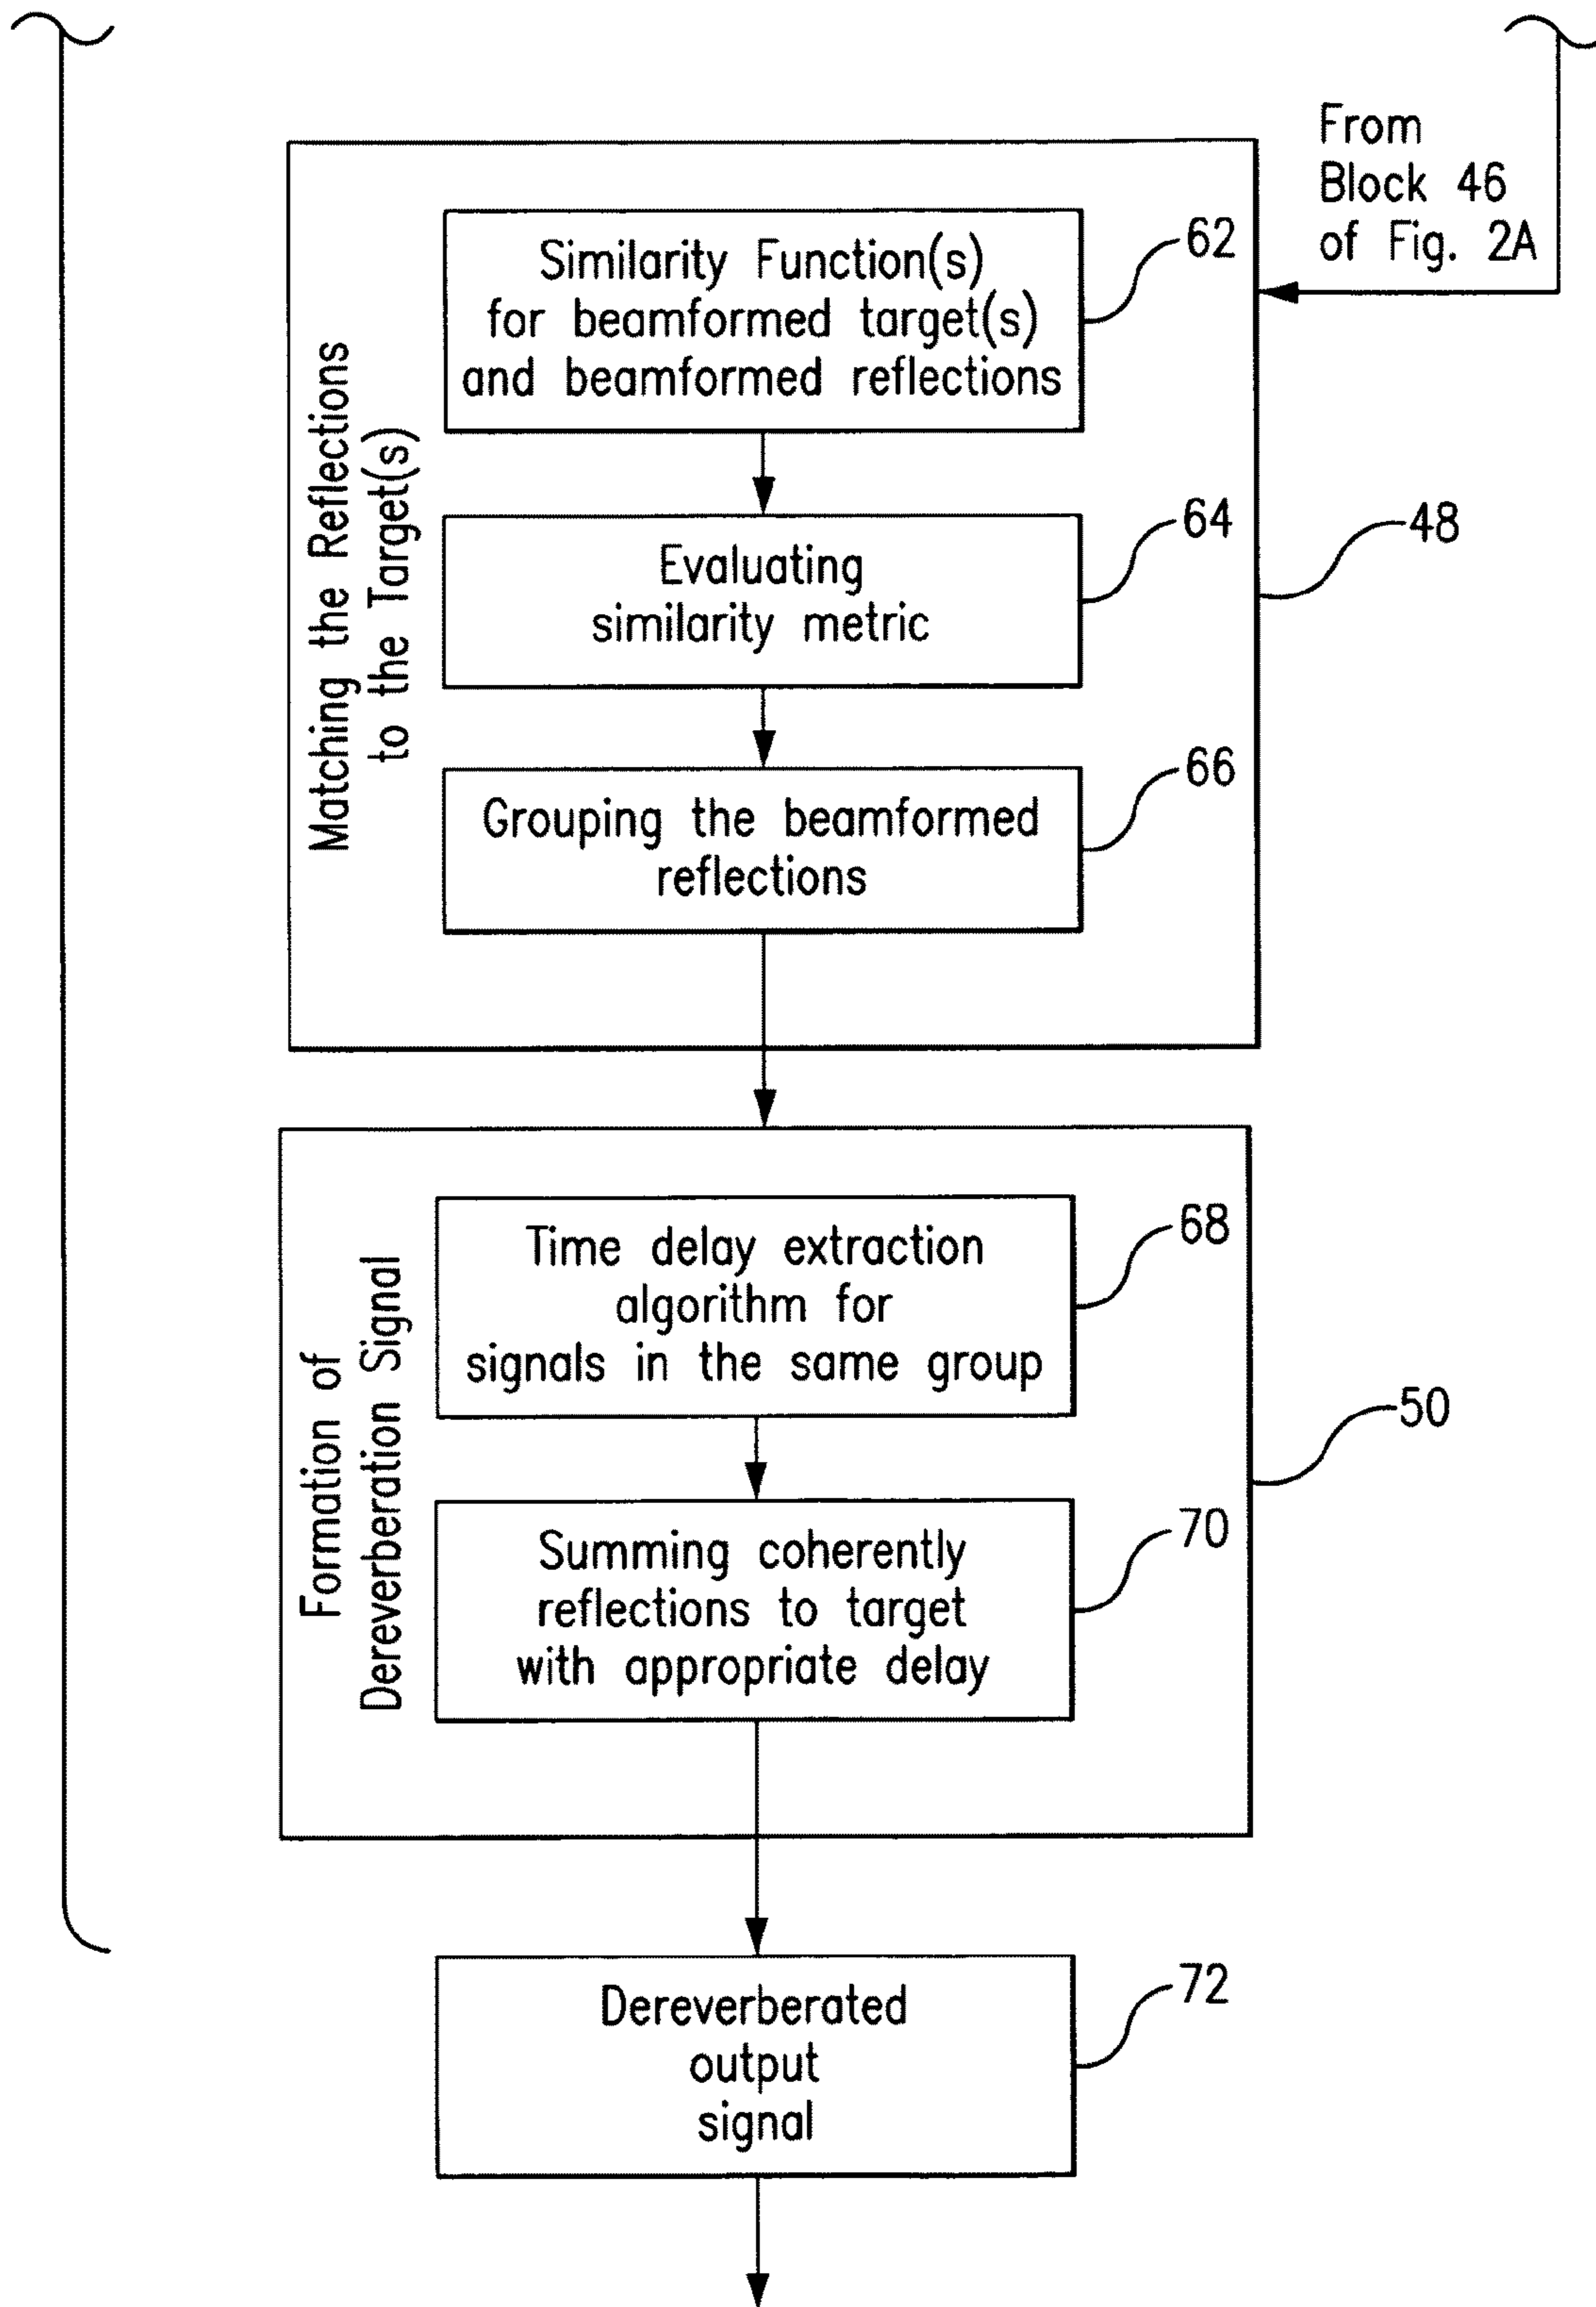 From
Block 46
of Fig. 2A
Matching the Reflections
to the Target(s)
Similarity Function(s)
for beamformed target(s)
and beamformed reflections
62
Evaluating
similarity metric
64
48
Grouping the beamformed
reflections
66
Formation of
Dereverberation Signal
Time delay extraction
algorithm for
signals in the same group
68
50
Summing coherently
reflections to target
with appropriate delay
70
Dereverberated
output
signal
72